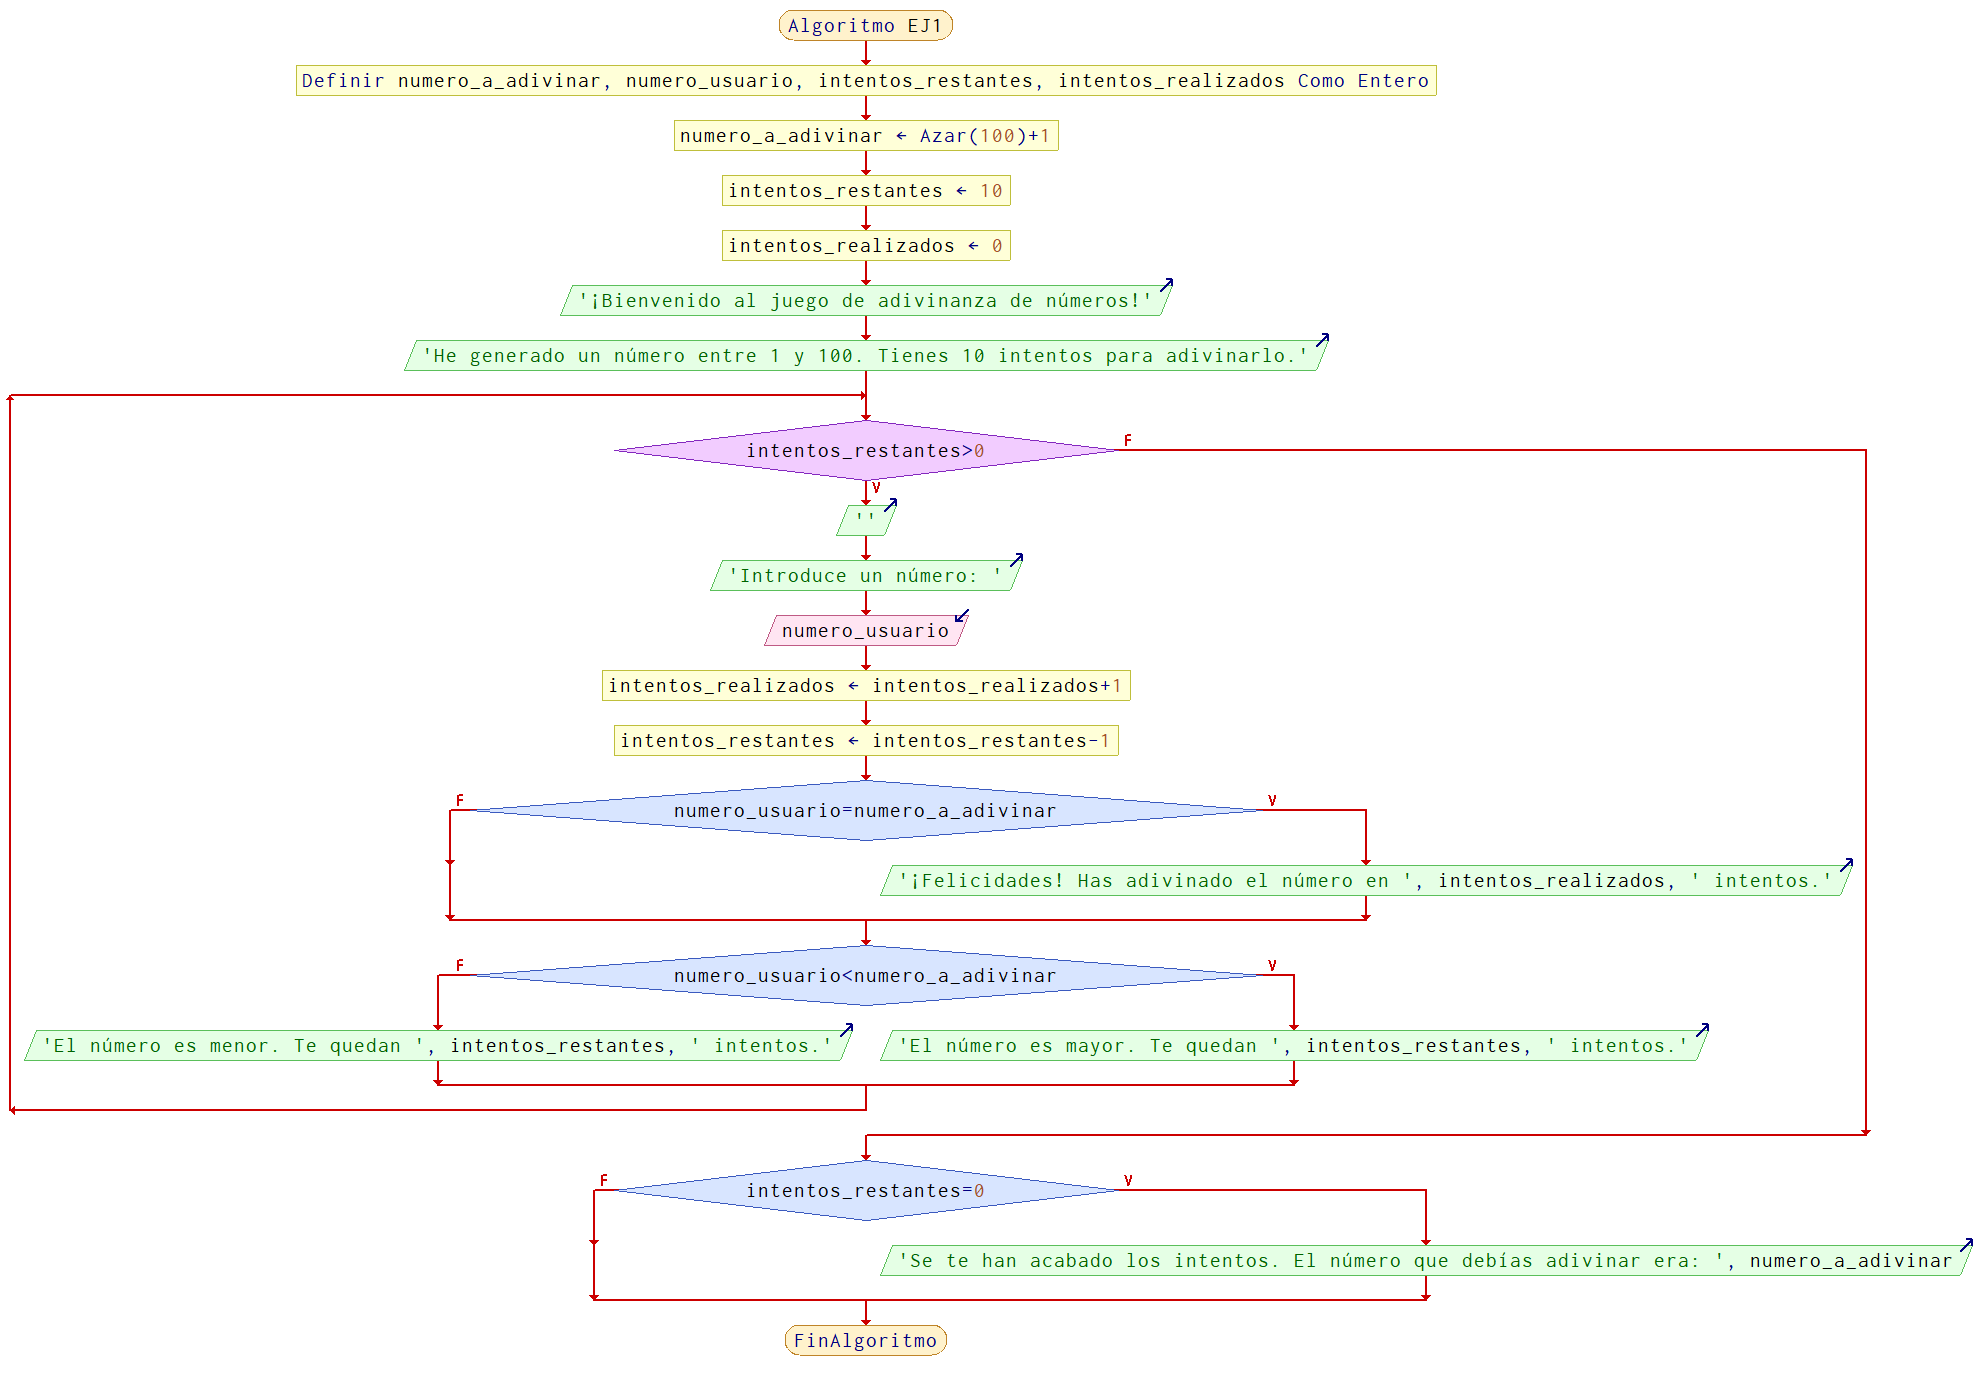 Algoritmo EJ1
Definir numero_a_adivinar, numero_usuario, intentos_restantes, intentos_realizados Como Entero
numero_a_adivinar ← Azar(100)+1
intentos_restantes ← 10
intentos_realizados ← 0
'¡Bienvenido al juego de adivinanza de números!'
'He generado un número entre 1 y 100. Tienes 10 intentos para adivinarlo.'
intentos_restantes>0
F
V
''
'Introduce un número: '
numero_usuario
intentos_realizados ← intentos_realizados+1
intentos_restantes ← intentos_restantes-1
F
V
numero_usuario=numero_a_adivinar
'¡Felicidades! Has adivinado el número en ', intentos_realizados, ' intentos.'
F
V
numero_usuario<numero_a_adivinar
'El número es menor. Te quedan ', intentos_restantes, ' intentos.'
'El número es mayor. Te quedan ', intentos_restantes, ' intentos.'
F
V
intentos_restantes=0
'Se te han acabado los intentos. El número que debías adivinar era: ', numero_a_adivinar
FinAlgoritmo